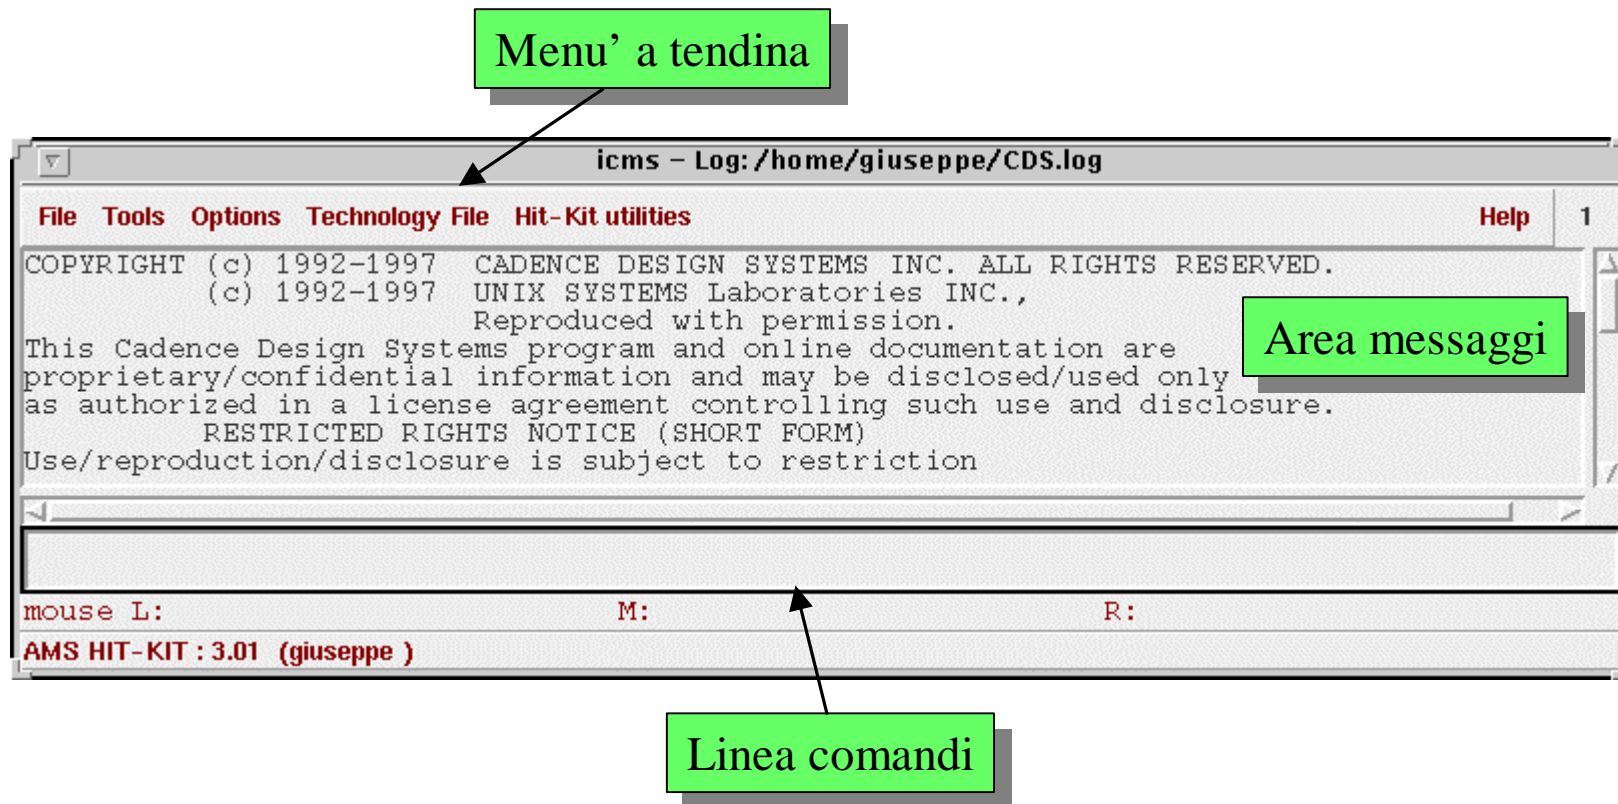 Menu’ a tendina
icms – Log: /home/giuseppe/CDS.log
File Tools Options Technology File Hit-Kit utilities Help 1
COPYRIGHT (c) 1992-1997 CADENCE DESIGN SYSTEMS INC. ALL RIGHTS RESERVED.
(c) 1992-1997 UNIX SYSTEMS Laboratories INC.,
Reproduced with permission.
Area messaggi
This Cadence Design Systems program and online documentation are
proprietary/confidential information and may be disclosed/used only
as authorized in a license agreement controlling such use and disclosure.
RESTRICTED RIGHTS NOTICE (SHORT FORM)
Use/reproduction/disclosure is subject to restriction
mouse L: M: R:
AMS HIT-KIT : 3.01 (giuseppe )
Linea comandi